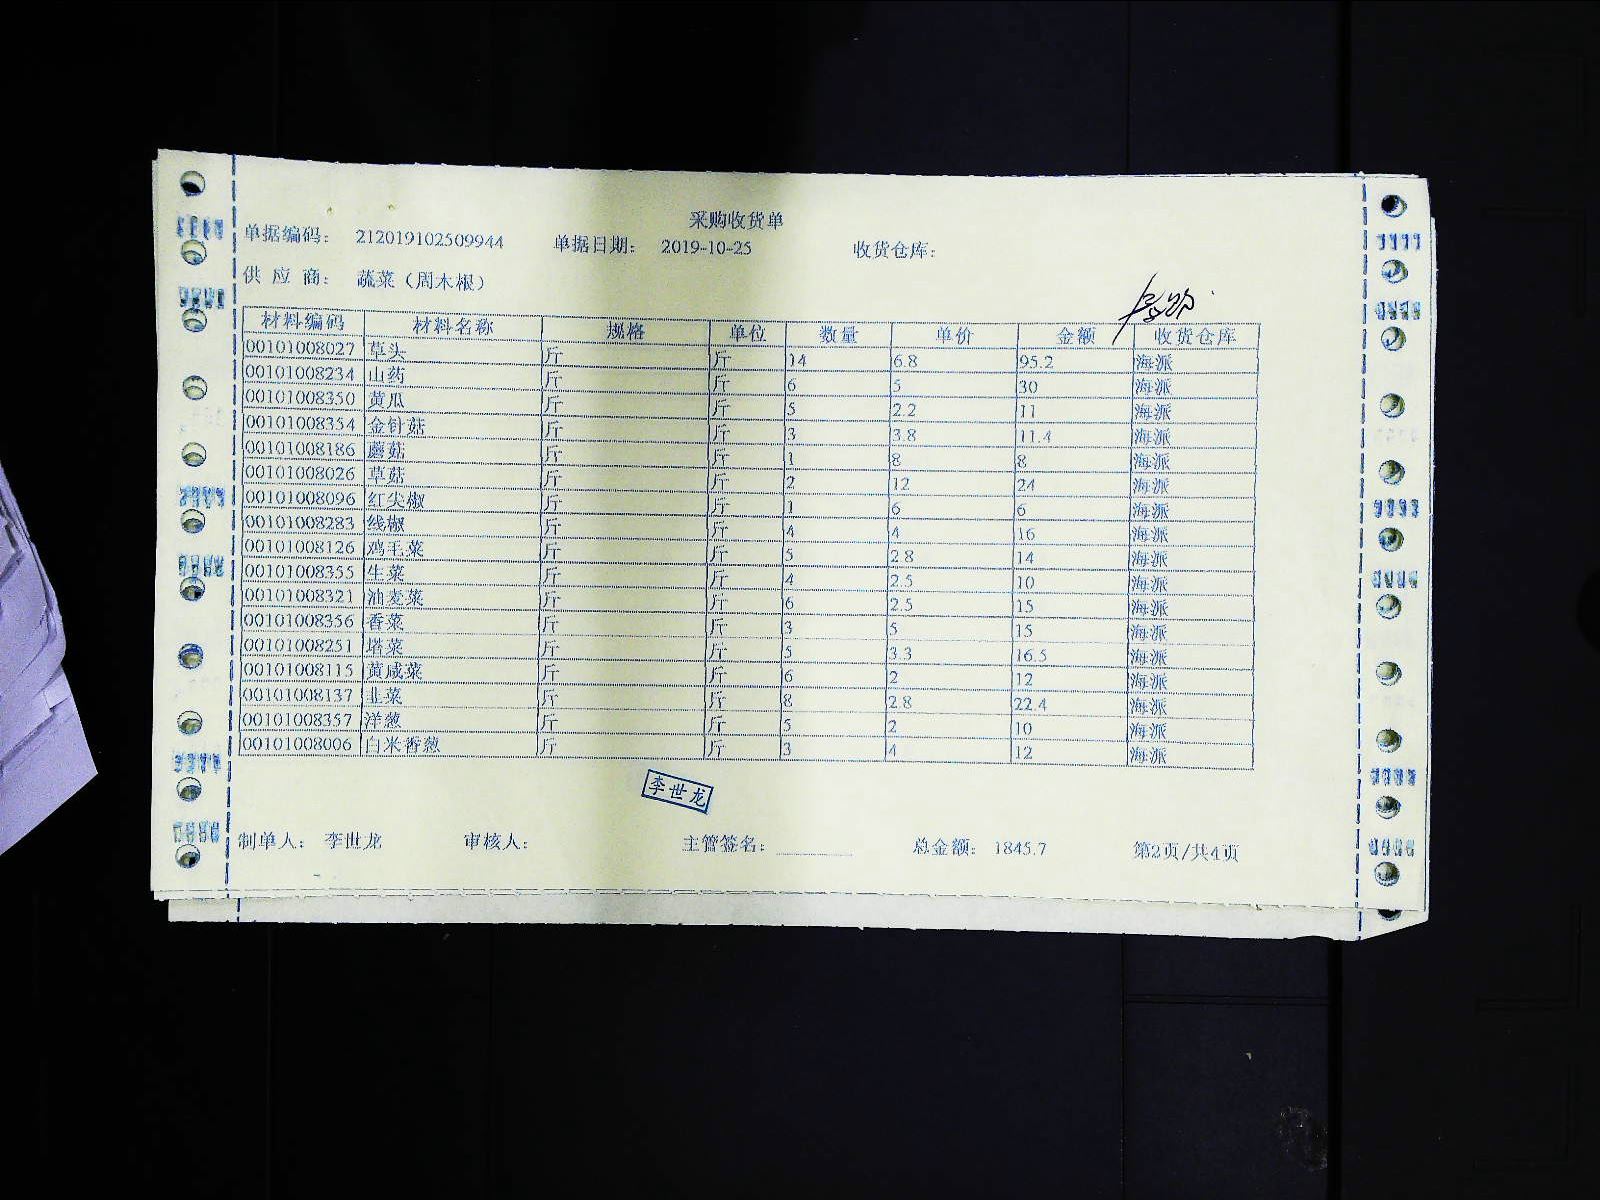 采购收货单
单据编码: 212019102509944 单据日期: 2019-10-25 收货仓库:
供应商: 蔬菜(周木根)
材料编码 材料名称 规格 单位 数量 单价 金额 收货仓库
00101008027 草头 斤 斤 14 6.8 95.2 海派
00101008234 山药 斤 斤 6 5 30 海派
00101008350 黄瓜 斤 斤 5 2.2 11 海派
00101008354 金针菇 斤 斤 3 3.8 11.4 海派
00101008186 蘑菇 斤 斤 1 8 8 海派
00101008026 草菇 斤 斤 2 12 24 海派
00101008096 红尖椒 斤 斤 1 6 6 海派
00101008283 线椒 斤 斤 4 4 16 海派
00101008126 鸡毛菜 斤 斤 5 2.8 14 海派
00101008355 生菜 斤 斤 4 2.5 10 海派
00101008321 油麦菜 斤 斤 6 2.5 15 海派
00101008356 香菜 斤 斤 3 5 15 海派
00101008251 塔菜 斤 斤 5 3.3 16.5 海派
00101008115 黄咸菜 斤 斤 6 2 12 海派
00101008137 韭菜 斤 斤 8 2.8 22.4 海派
00101008357 洋葱 斤 斤 5 2 10 海派
00101008006 白米香葱 斤 斤 3 4 12 海派
李世龙
制单人: 李世龙 审核人: 主管签名: 总金额: 1845.7 第2页/共4页